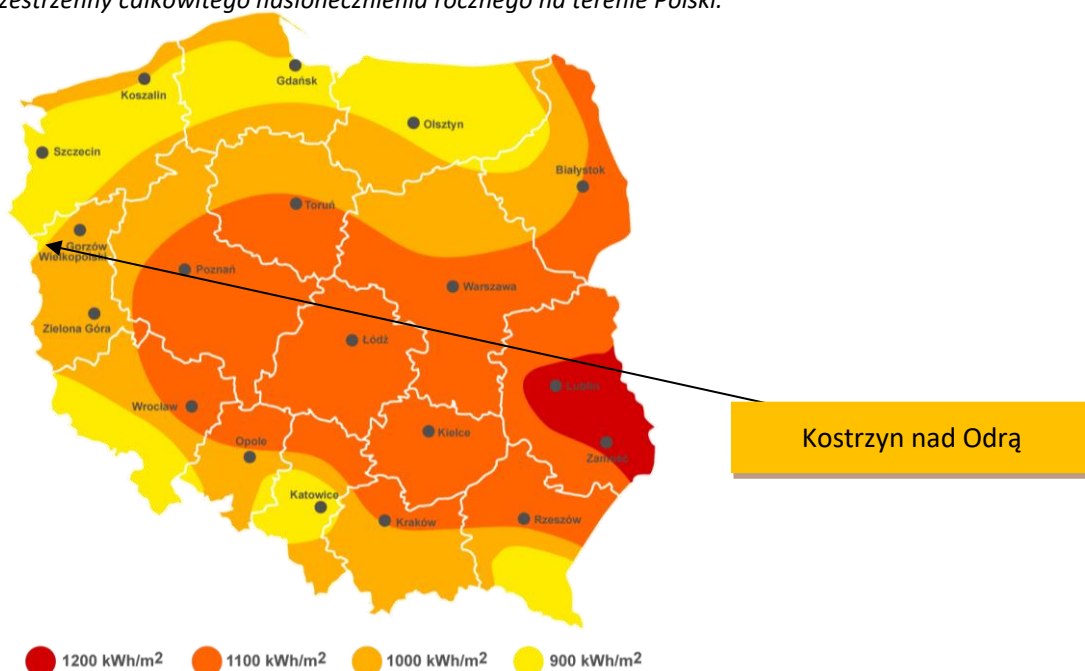 zestrzenny całkowitego nasłonecznienia rocznego na terenie Polski.
Koszalin
Gdańsk
Olsztyn
Szczecin
Białystok
Toruń
Gorzów
Wielkopolski
Poznań
Warszawa
Zielona Góra
Łódź
Lublin
Wrocław
Kielce
Kostrzyn nad Odrą
Opole
Zamość
Katowice
Kraków
Rzeszów
1200 kWh/m²
1100 kWh/m²
1000 kWh/m²
900 kWh/m²